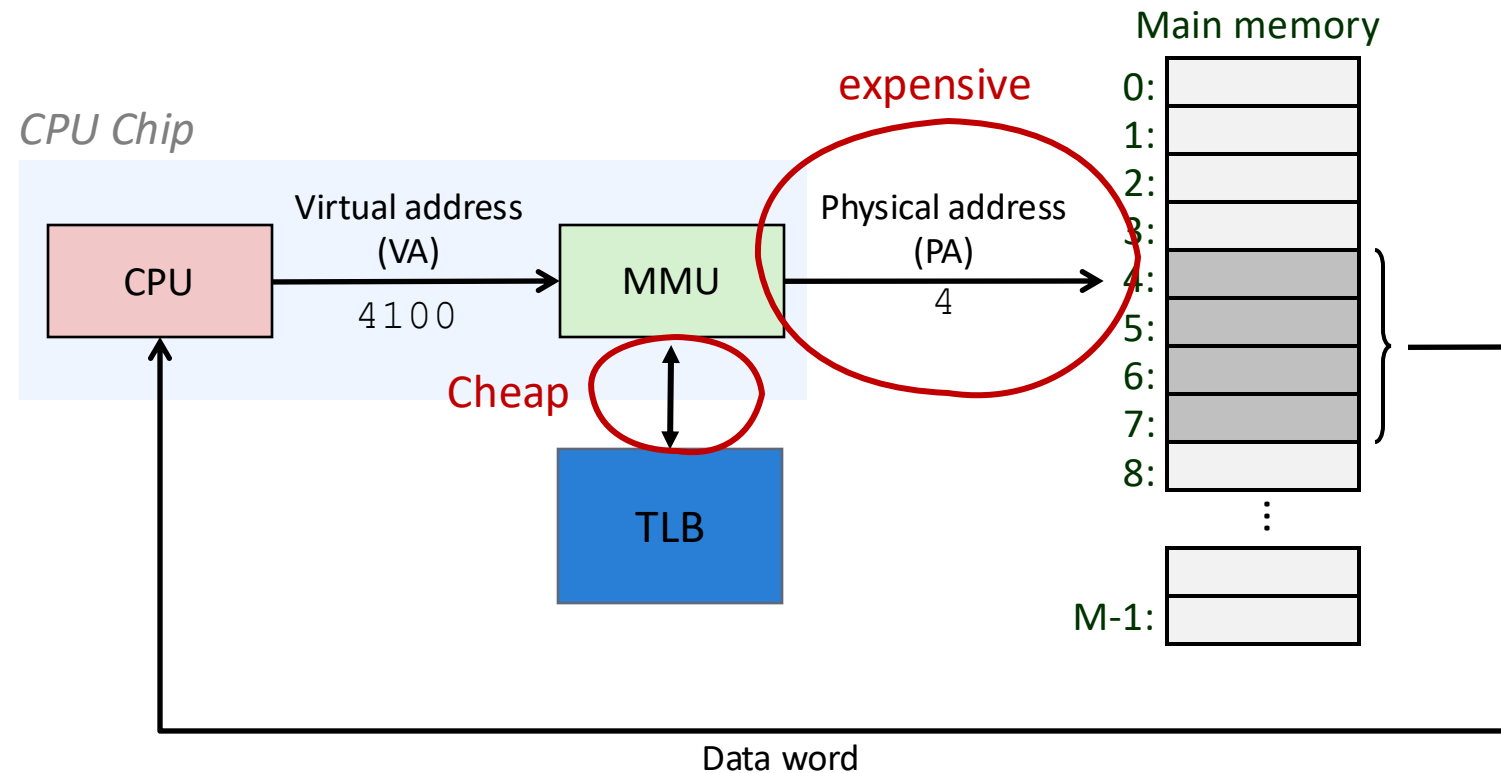 Main memory
expensive
CPU Chip
0:
1:
2:
3:
4:
5:
6:
7:
8:
...
M-1:
Virtual address
(VA)
4100
CPU
MMU
Physical address
(PA)
4
Cheap
TLB
Data word